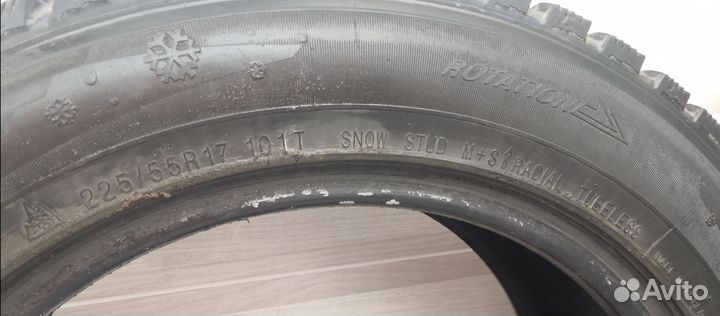 ROTATION
225/55R17 101T SNOW STUD M+S RADIAL TUBELESS
Avito